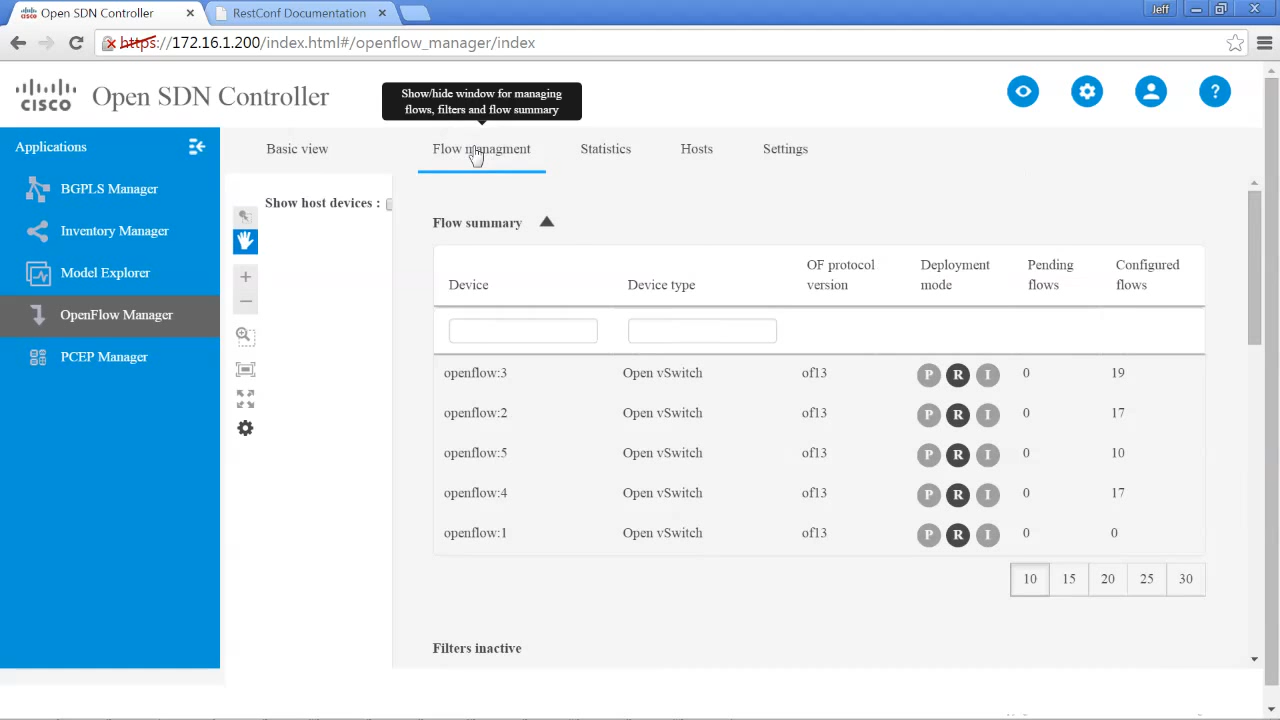 Open SDN Controller
RestConf Documentation
Jeff
https://172.16.1.200/index.html#/openflow_manager/index
CISCO
Open SDN Controller
Show/hide window for managing
flows, filters and flow summary
?
Applications
Basic view
Flow managment
Statistics
Hosts
Settings
BGPLS Manager
Inventory Manager
Model Explorer
OpenFlow Manager
PCEP Manager
Show host devices :
Flow summary
Device
Device type
OF protocol
version
Deployment
mode
Pending
flows
Configured
flows
openflow:3 Open vSwitch of13 P R I 0 19
openflow:2 Open vSwitch of13 P R I 0 17
openflow:5 Open vSwitch of13 P R I 0 10
openflow:4 Open vSwitch of13 P R I 0 17
openflow:1 Open vSwitch of13 P R I 0 0
10 15 20 25 30
Filters inactive